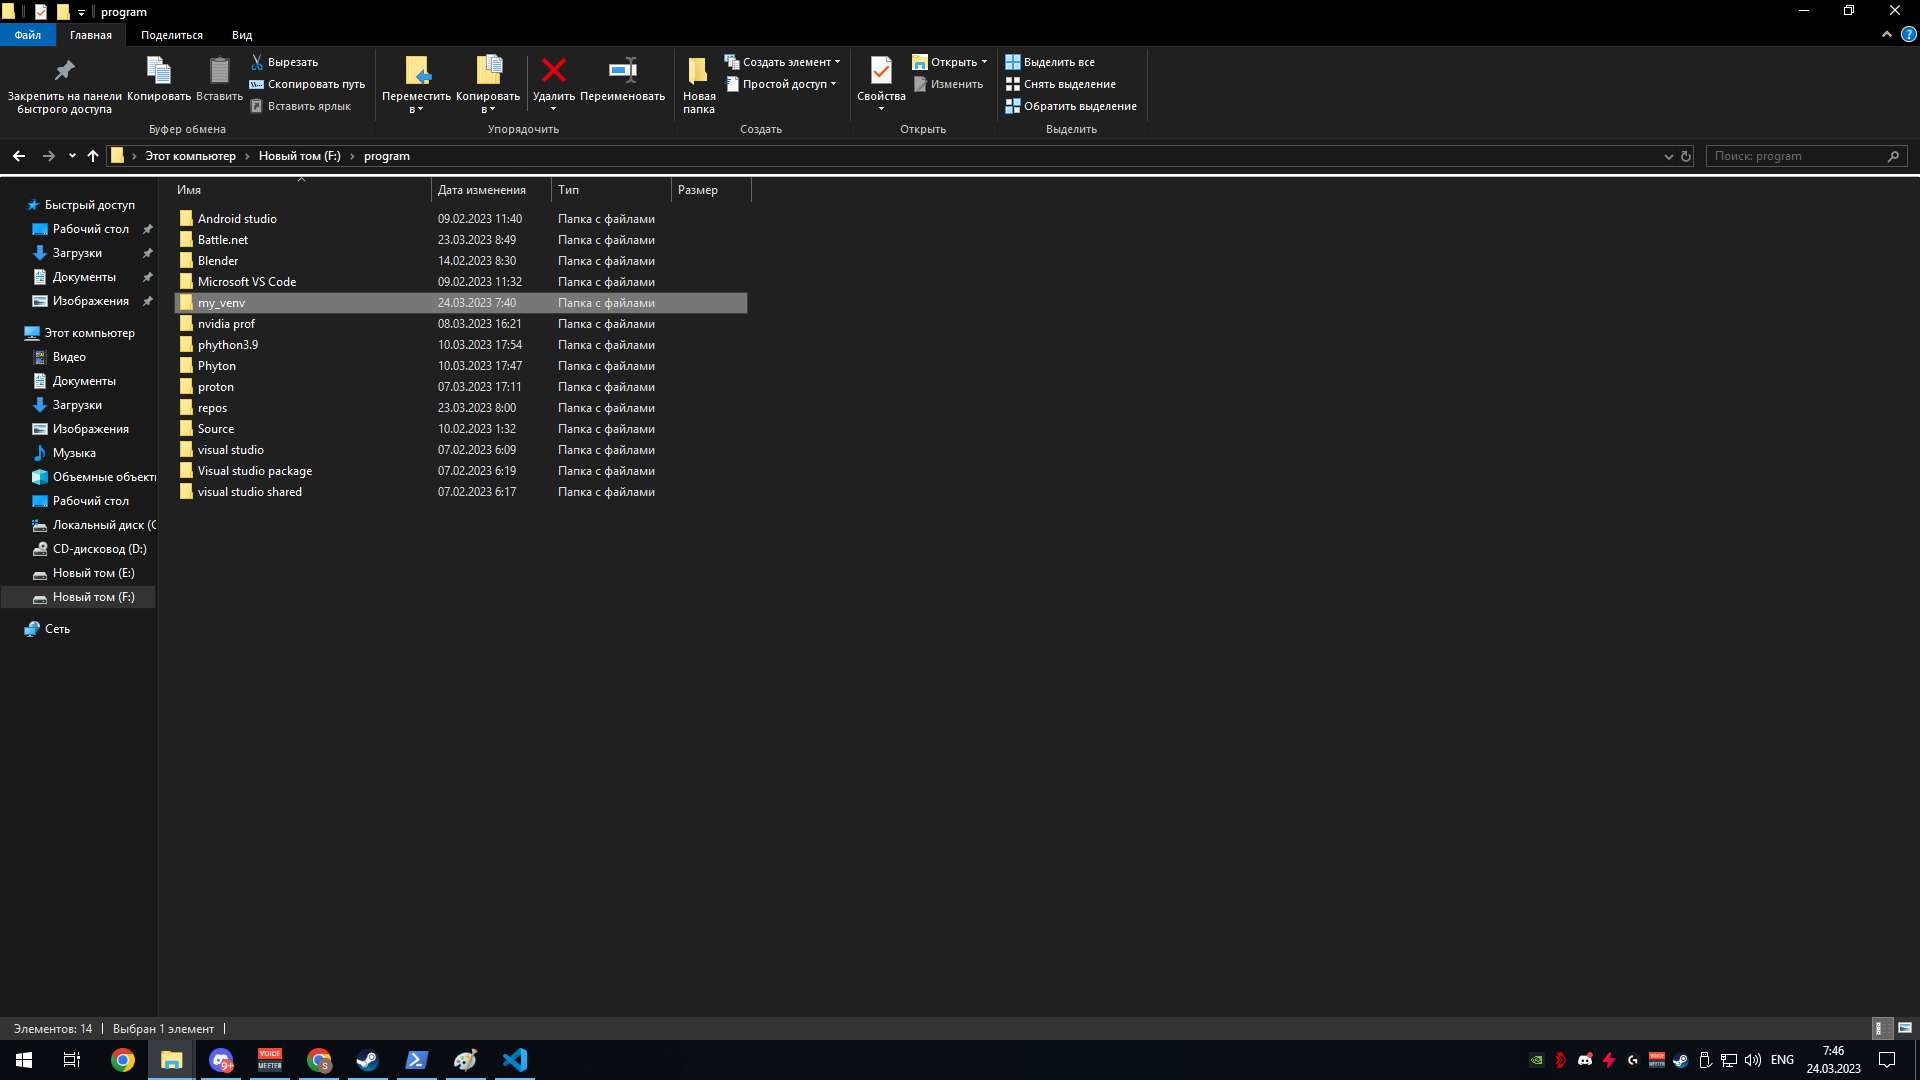 program
Файл
Главная
Поделиться
Вид
Закрепить на панели
быстрого доступа
Копировать
Вставить
Вырезать
Скопировать путь
Вставить ярлык
Буфер обмена
Переместить
в
Копировать
в
Удалить
Переименовать
Упорядочить
Новая
папка
Создать элемент
Простой доступ
Создать
Свойства
Открыть
Изменить
Открыть
Выделить все
Снять выделение
Обратить выделение
Выделить
Этот компьютер > Новый том (F:) > program
Поиск: program
Быстрый доступ
Рабочий стол
Загрузки
Документы
Изображения
Этот компьютер
Видео
Документы
Загрузки
Изображения
Музыка
Объемные объекты
Рабочий стол
Локальный диск (C
CD-дисковод (D:)
Новый том (E:)
Новый том (F:)
Сеть
Имя Дата изменения Тип Размер
Android studio 09.02.2023 11:40 Папка с файлами
Battle.net 23.03.2023 8:49 Папка с файлами
Blender 14.02.2023 8:30 Папка с файлами
Microsoft VS Code 09.02.2023 11:32 Папка с файлами
my_venv 24.03.2023 7:40 Папка с файлами
nvidia prof 08.03.2023 16:21 Папка с файлами
phython3.9 10.03.2023 17:54 Папка с файлами
Phyton 10.03.2023 17:47 Папка с файлами
proton 07.03.2023 17:11 Папка с файлами
repos 23.03.2023 8:00 Папка с файлами
Source 10.02.2023 1:32 Папка с файлами
visual studio 07.02.2023 6:09 Папка с файлами
Visual studio package 07.02.2023 6:19 Папка с файлами
visual studio shared 07.02.2023 6:17 Папка с файлами
Элементов: 14 Выбран 1 элемент
9+
VOICE
MEETER
S
ENG
7:46
24.03.2023